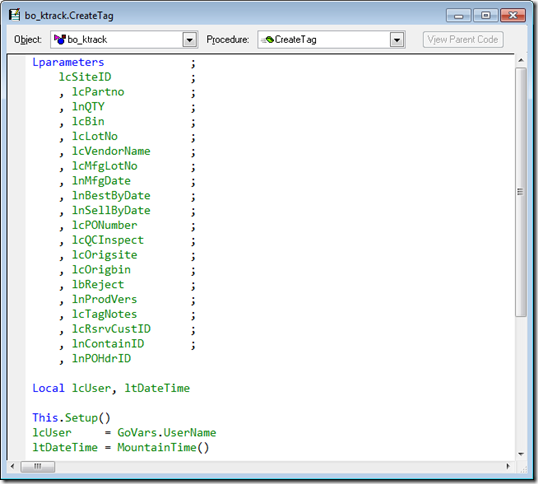 bo_ktrack.CreateTag
Object: bo_ktrack Procedure: CreateTag View Parent Code
Lparameters ;
lcSiteID ;
, lcPartno ;
, lnQTY ;
, lcBin ;
, lcLotNo ;
, lcVendorName ;
, lcMfgLotNo ;
, lnMfgDate ;
, lnBestByDate ;
, lnSellByDate ;
, lcPONumber ;
, lcQCInspect ;
, lcOrigsite ;
, lcOrigbin ;
, lbReject ;
, lnProdVers ;
, lcTagNotes ;
, lcRsrvCustID ;
, lnContainID ;
, lnPOHdrID
Local lcUser, ltDateTime
This.Setup()
lcUser = GoVars.UserName
ltDateTime = MountainTime()